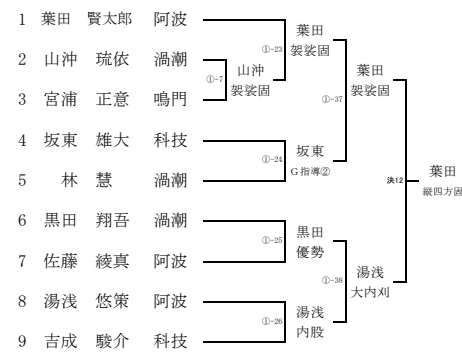 1 葉田 賢太郎 阿波
2 山沖 琉依 渦潮
3 宮浦 正意 鳴門
4 坂東 雄大 科技
5 林 慧 渦潮
6 黒田 翔吾 渦潮
7 佐藤 綾真 阿波
8 湯浅 悠策 阿波
9 吉成 駿介 科技
①-7
山沖
袈裟固
①-23
葉田
袈裟固
①-24
坂東
G指導②
①-25
黒田
優勢
①-26
湯浅
内股
①-37
葉田
袈裟固
①-38
湯浅
大内刈
決12
葉田
縦四方固